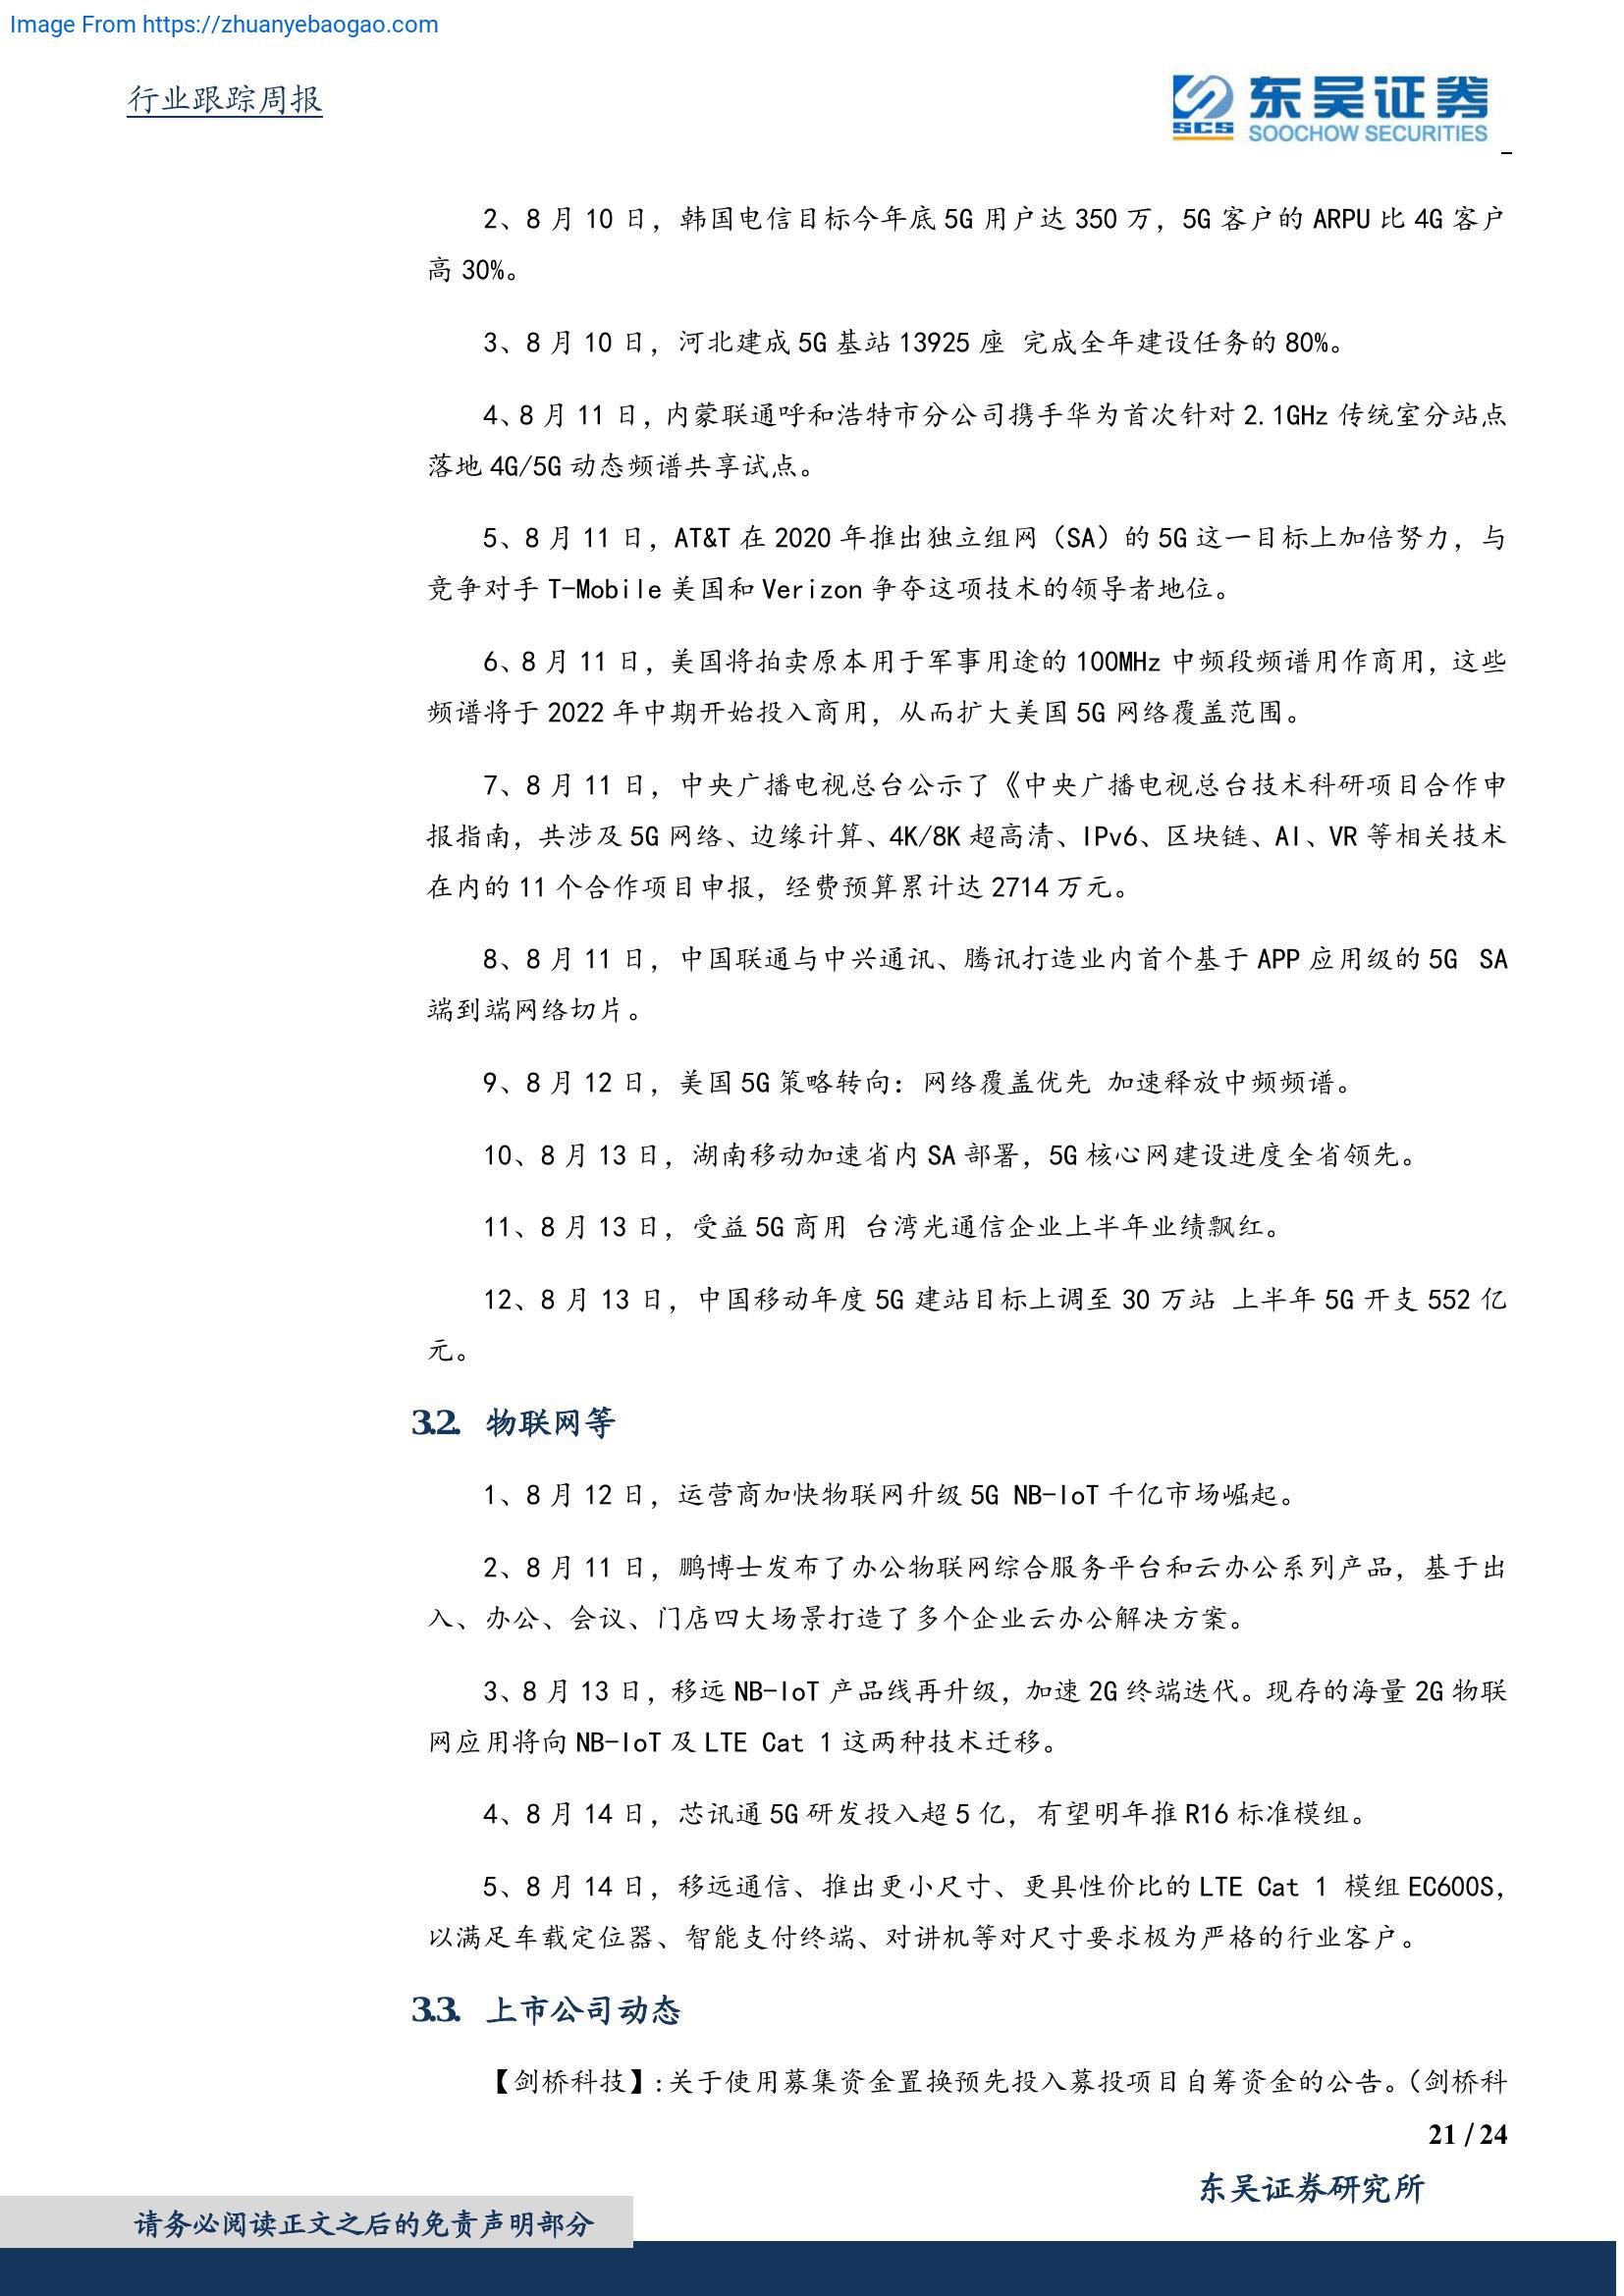 Image From https://zhuanyebaogao.com
行业跟踪周报
SCS
东吴证券
SOOCHOW SECURITIES
2、8 月 10 日，韩国电信目标今年底 5G 用户达 350 万，5G 客户的 ARPU 比 4G 客户
高 30%。
3、8 月 10 日，河北建成 5G 基站 13925 座 完成全年建设任务的 80%。
4、8 月 11 日，内蒙联通呼和浩特市分公司携手华为首次针对 2.1GHz 传统室分站点
落地 4G/5G 动态频谱共享试点。
5、8 月 11 日，AT&T 在 2020 年推出独立组网（SA）的 5G 这一目标上加倍努力，与
竞争对手 T-Mobile 美国和 Verizon 争夺这项技术的领导者地位。
6、8 月 11 日，美国将拍卖原本用于军事用途的 100MHz 中频段频谱用作商用，这些
频谱将于 2022 年中期开始投入商用，从而扩大美国 5G 网络覆盖范围。
7、8 月 11 日，中央广播电视总台公示了《中央广播电视总台技术科研项目合作申
报指南，共涉及 5G 网络、边缘计算、4K/8K 超高清、IPv6、区块链、AI、VR 等相关技术
在内的 11 个合作项目申报，经费预算累计达 2714 万元。
8、8 月 11 日，中国联通与中兴通讯、腾讯打造业内首个基于 APP 应用级的 5G SA
端到端网络切片。
9、8 月 12 日，美国 5G 策略转向：网络覆盖优先 加速释放中频频谱。
10、8 月 13 日，湖南移动加速省内 SA 部署，5G 核心网建设进度全省领先。
11、8 月 13 日，受益 5G 商用 台湾光通信企业上半年业绩飘红。
12、8 月 13 日，中国移动年度 5G 建站目标上调至 30 万站 上半年 5G 开支 552 亿
元。
3.2. 物联网等
1、8 月 12 日，运营商加快物联网升级 5G NB-IoT 千亿市场崛起。
2、8 月 11 日，鹏博士发布了办公物联网综合服务平台和云办公系列产品，基于出
入、办公、会议、门店四大场景打造了多个企业云办公解决方案。
3、8 月 13 日，移远 NB-IoT 产品线再升级，加速 2G 终端迭代。现存的海量 2G 物联
网应用将向 NB-IoT 及 LTE Cat 1 这两种技术迁移。
4、8 月 14 日，芯讯通 5G 研发投入超 5 亿，有望明年推 R16 标准模组。
5、8 月 14 日，移远通信、推出更小尺寸、更具性价比的 LTE Cat 1 模组 EC600S，
以满足车载定位器、智能支付终端、对讲机等对尺寸要求极为严格的行业客户。
3.3. 上市公司动态
【剑桥科技】:关于使用募集资金置换预先投入募投项目自筹资金的公告。（剑桥科
21 / 24
东吴证券研究所
请务必阅读正文之后的免责声明部分